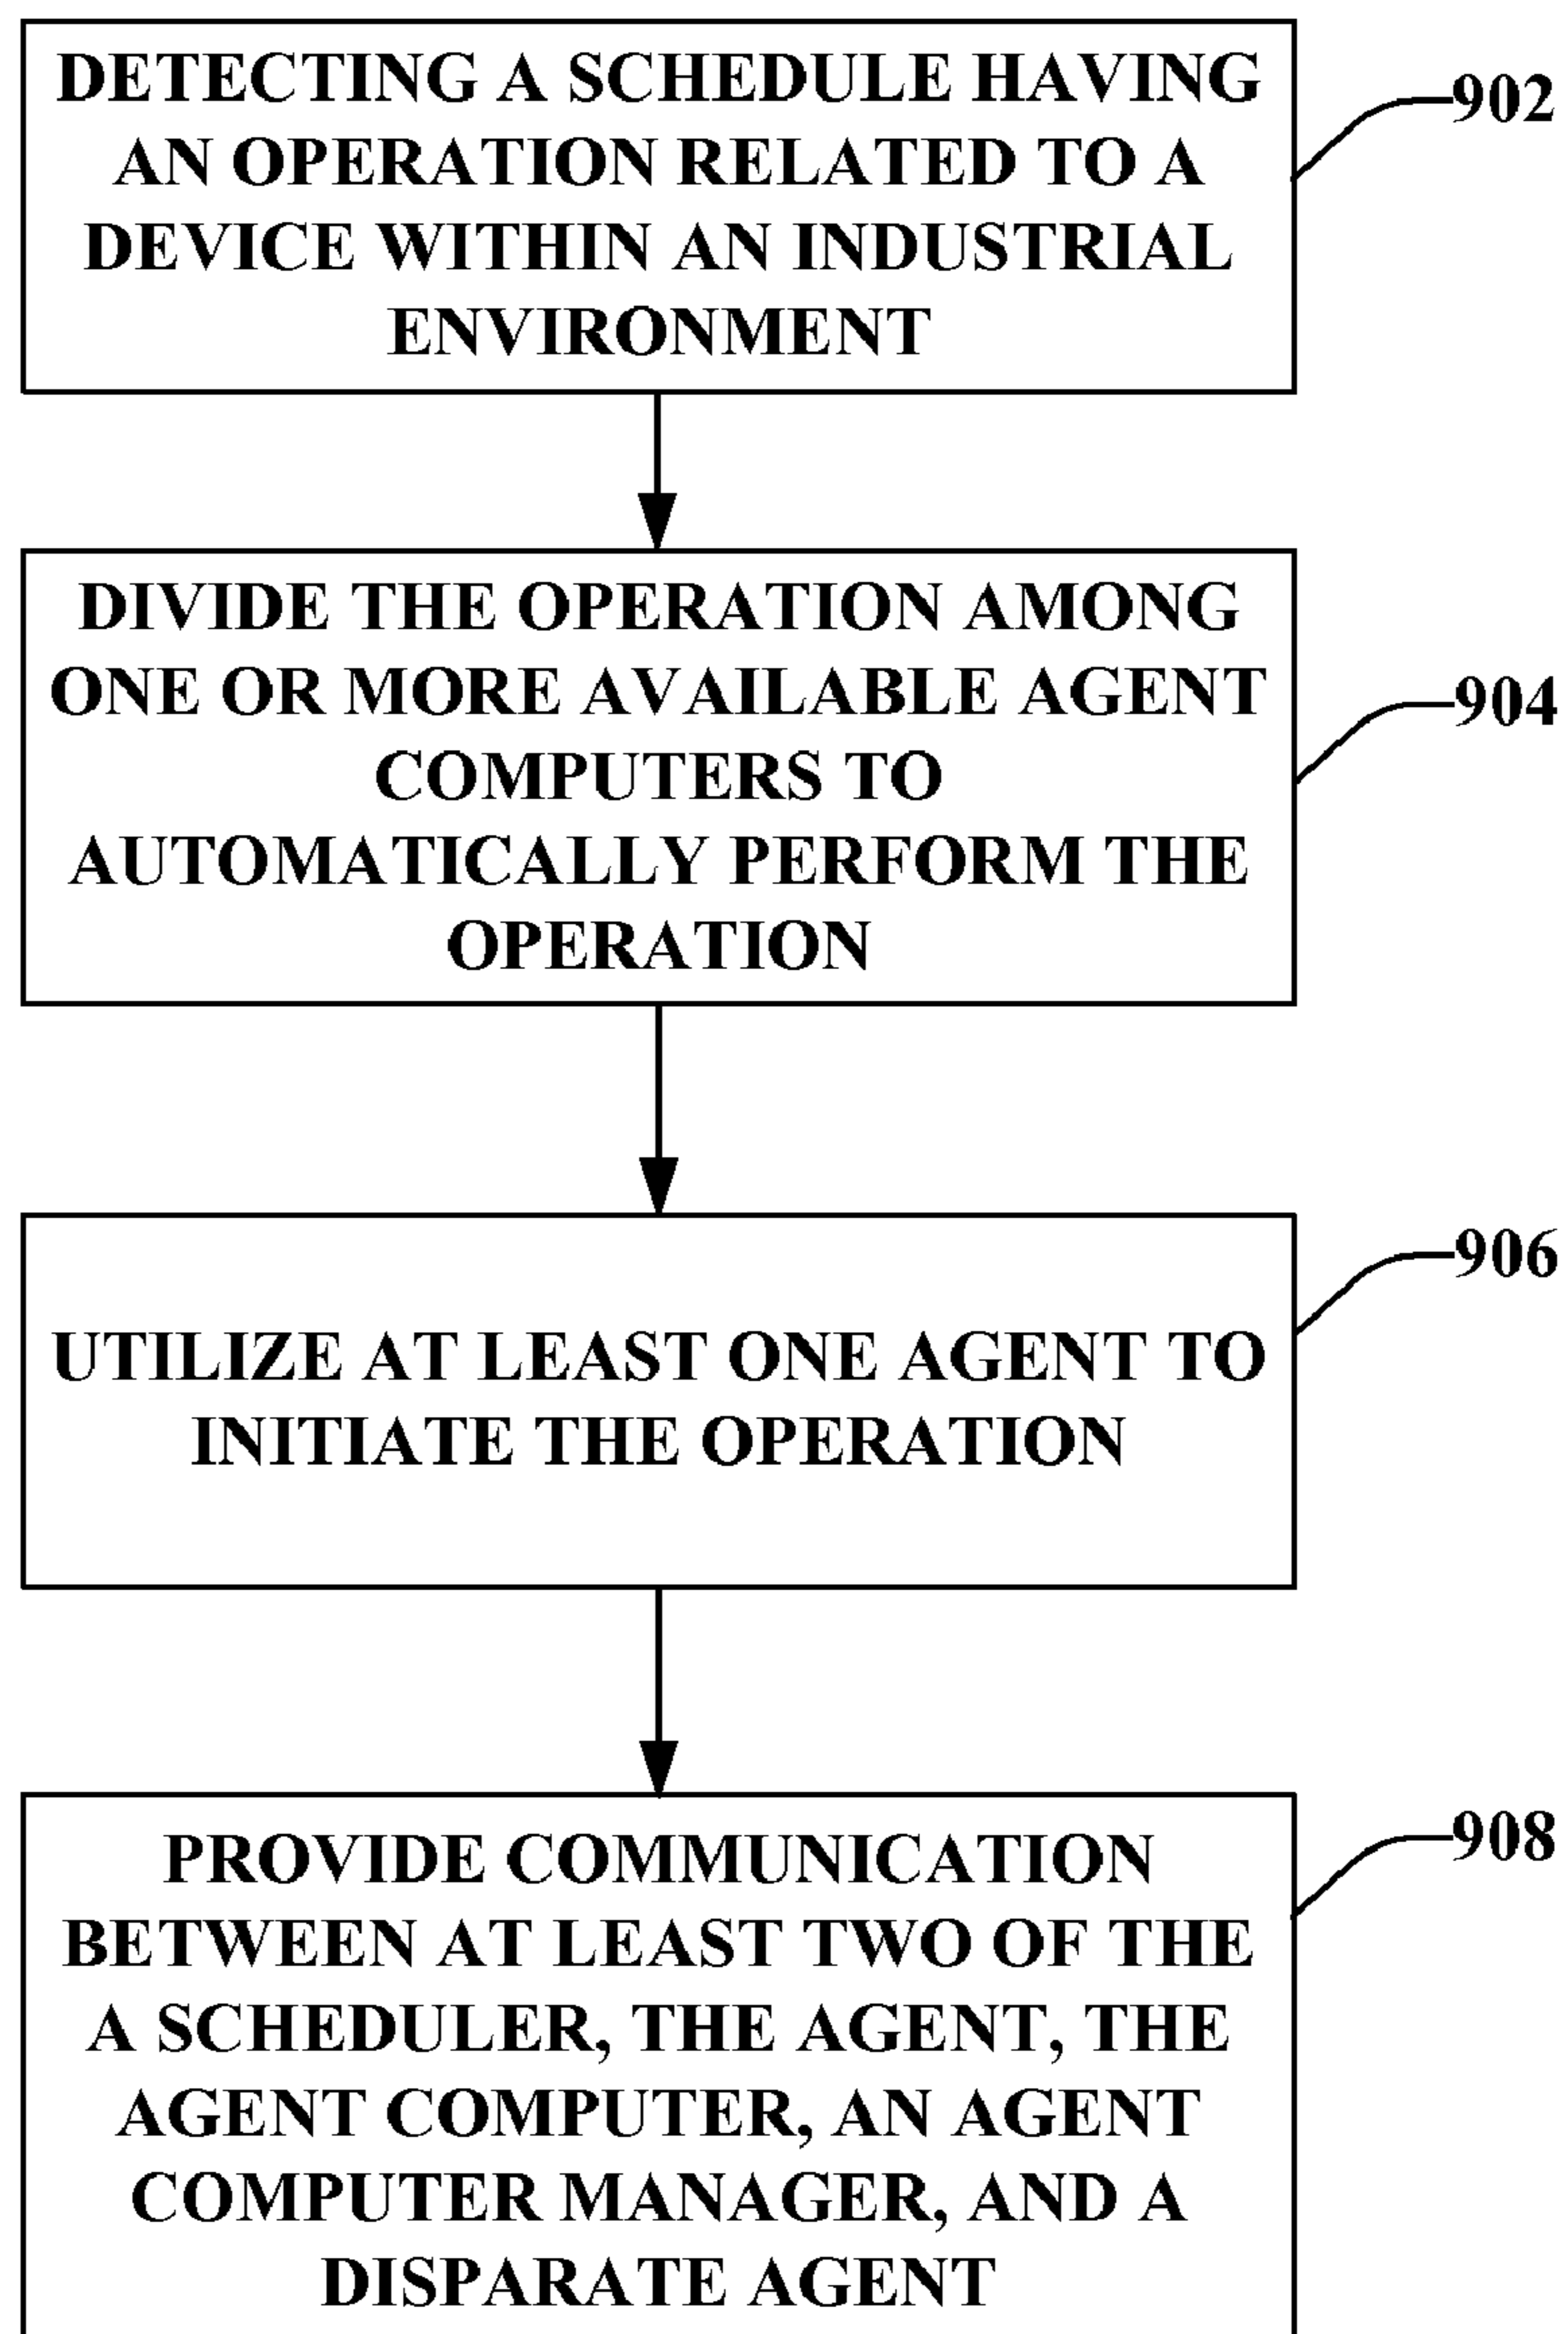 DETECTING A SCHEDULE HAVING
AN OPERATION RELATED TO A
DEVICE WITHIN AN INDUSTRIAL
ENVIRONMENT
902
DIVIDE THE OPERATION AMONG
ONE OR MORE AVAILABLE AGENT
COMPUTERS TO
AUTOMATICALLY PERFORM THE
OPERATION
904
UTILIZE AT LEAST ONE AGENT TO
INITIATE THE OPERATION
906
PROVIDE COMMUNICATION
BETWEEN AT LEAST TWO OF THE
A SCHEDULER, THE AGENT, THE
AGENT COMPUTER, AN AGENT
COMPUTER MANAGER, AND A
DISPARATE AGENT
908